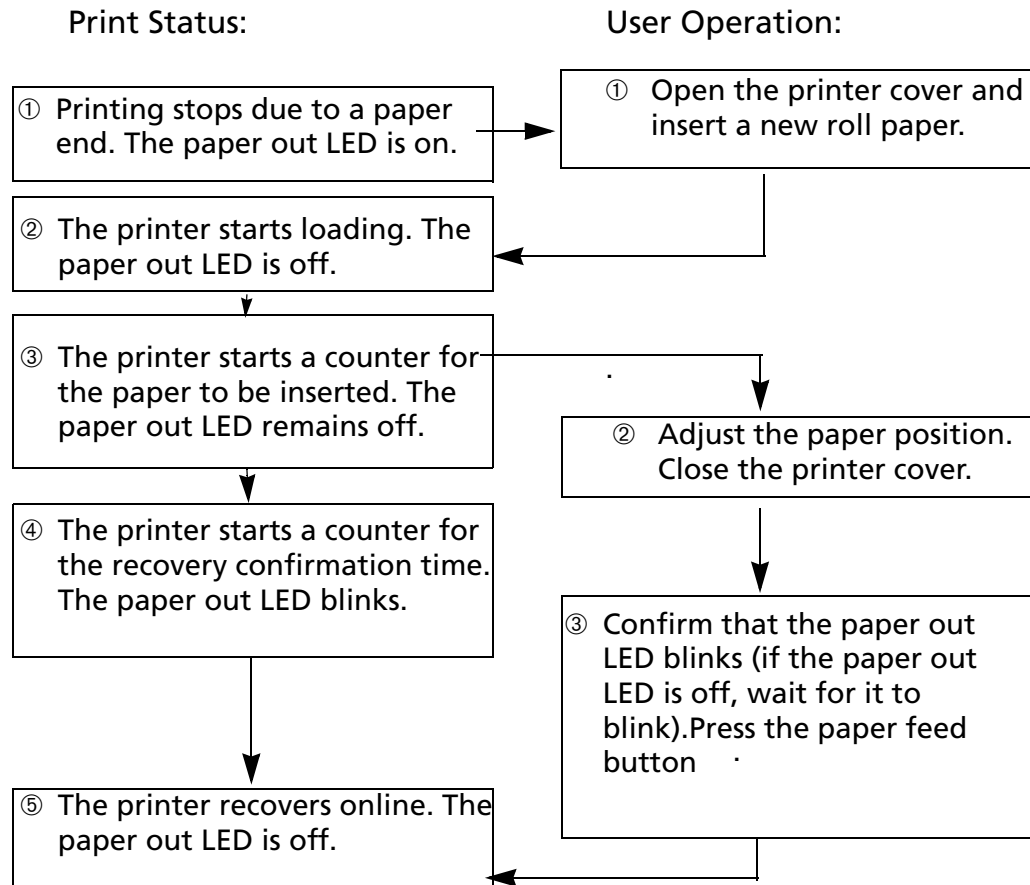 Print Status:
User Operation:
① Printing stops due to a paper
end. The paper out LED is on.
① Open the printer cover and
insert a new roll paper.
② The printer starts loading. The
paper out LED is off.
③ The printer starts a counter for
the paper to be inserted. The
paper out LED remains off.
② Adjust the paper position.
Close the printer cover.
④ The printer starts a counter for
the recovery confirmation time.
The paper out LED blinks.
③ Confirm that the paper out
LED blinks (if the paper out
LED is off, wait for it to
blink).Press the paper feed
button
⑤ The printer recovers online. The
paper out LED is off.